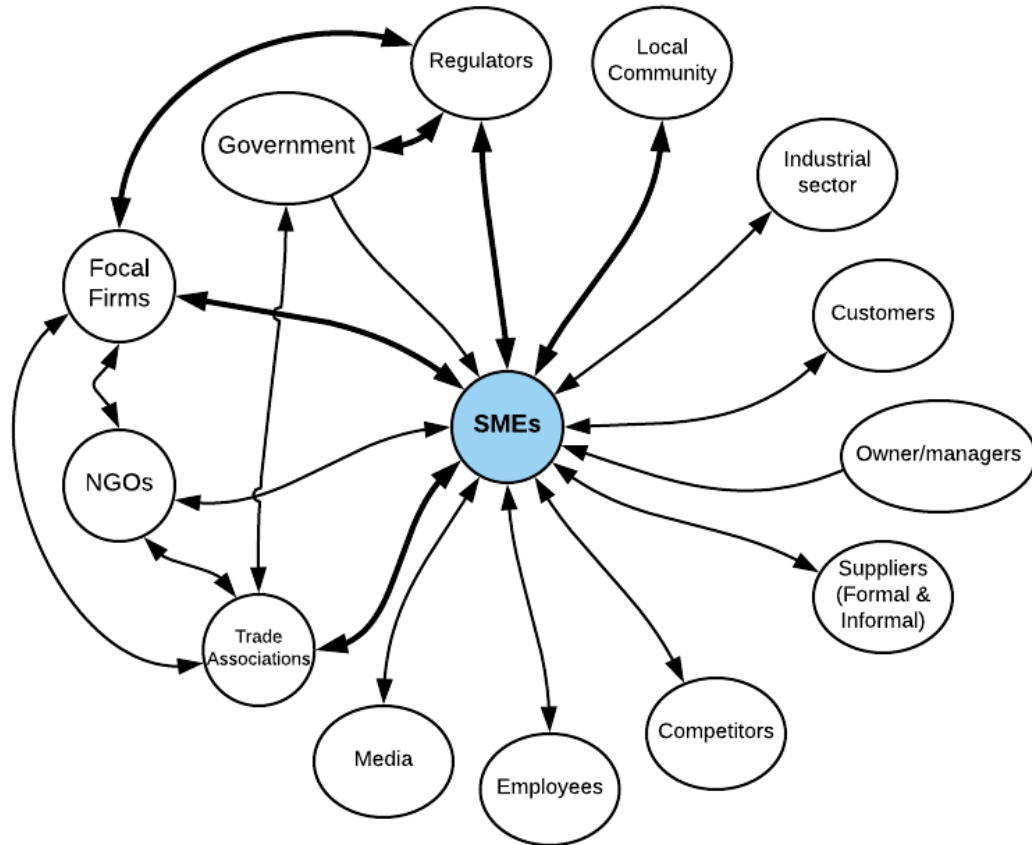 Regulators
Local
Community
Government
Industrial
sector
Focal
Firms
Customers
SMEs
Owner/managers
NGOs
Suppliers
(Formal &
Informal)
Trade
Associations
Competitors
Media
Employees